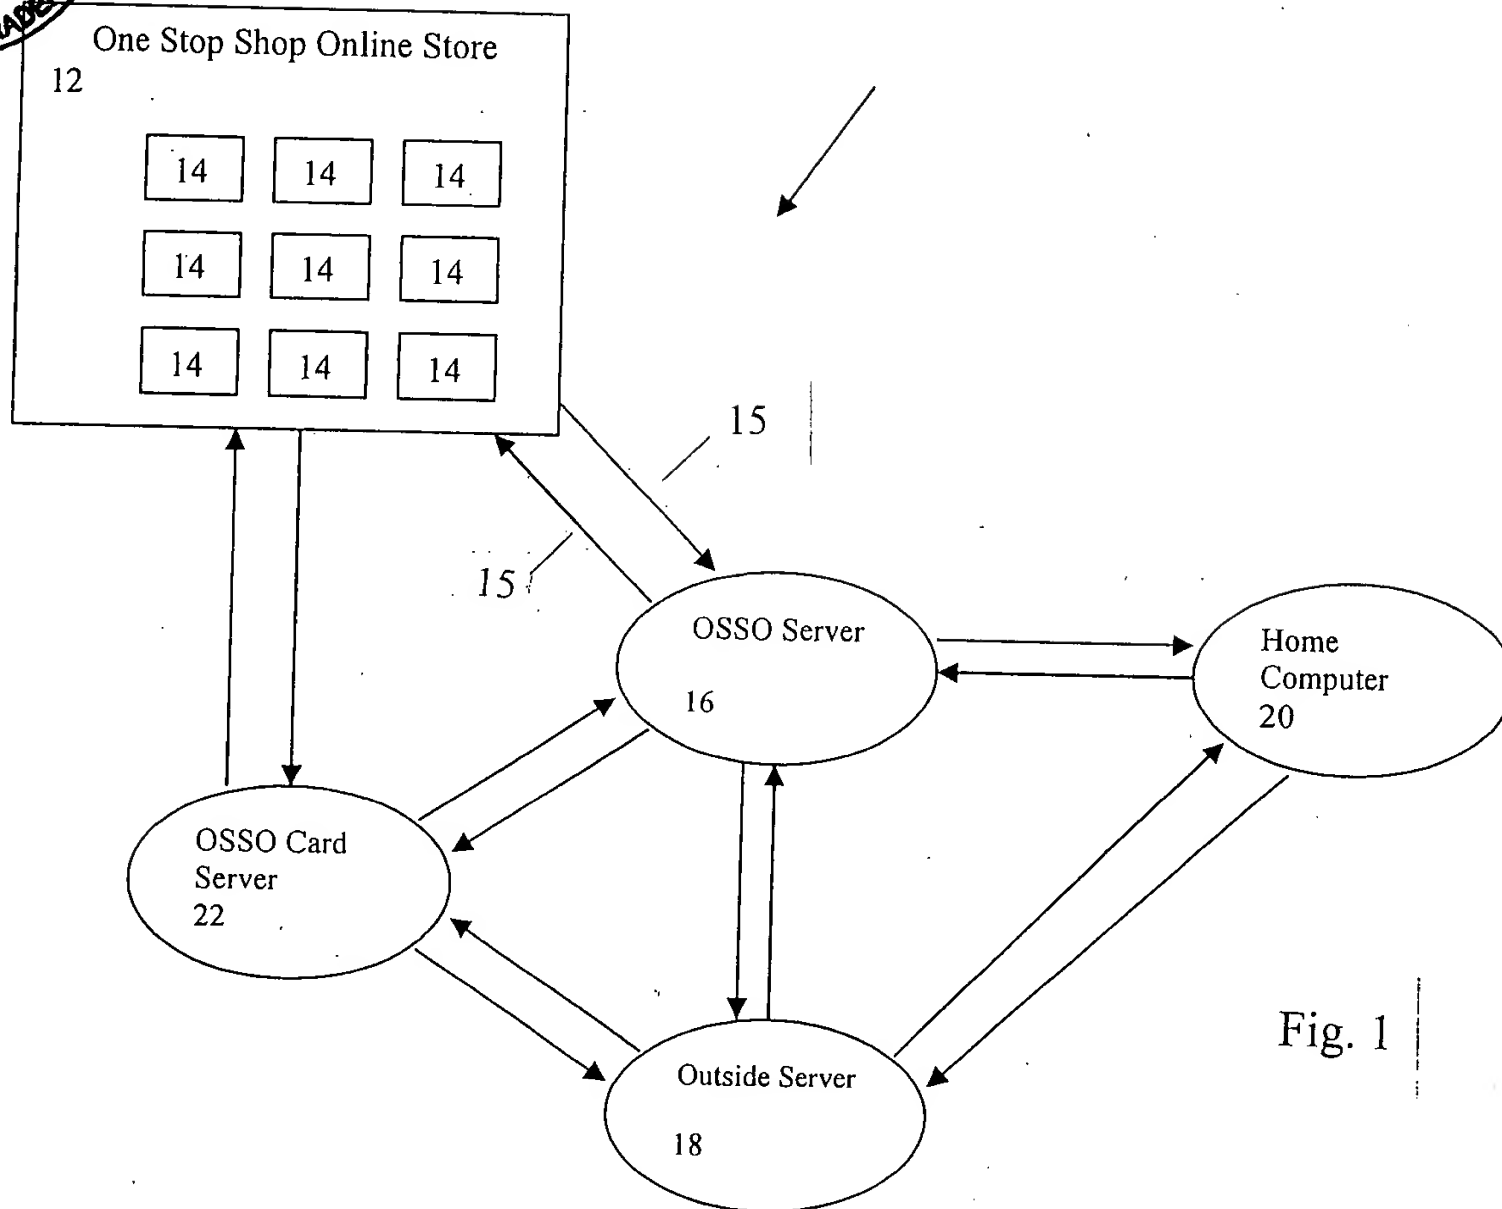 One Stop Shop Online Store
12
14 14 14
14 14 14
14 14 14
15
15
OSSO Server
16
Home
Computer
20
OSSO Card
Server
22
Fig. 1
Outside Server
18